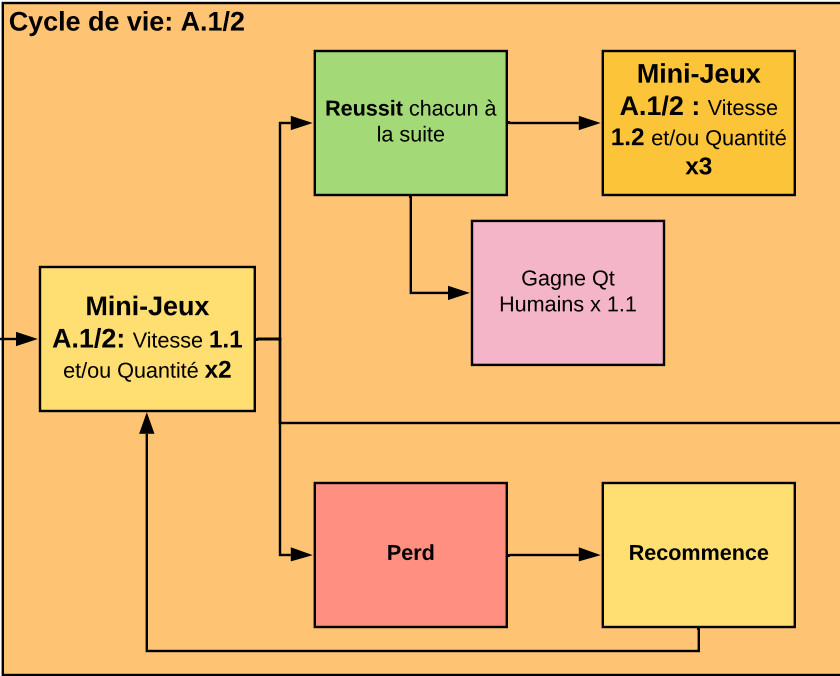 Cycle de vie: A.1/2
Reussit chacun à
la suite
Mini-Jeux
A.1/2 : Vitesse
1.2 et/ou Quantité
x3
Gagne Qt
Humains x 1.1
Mini-Jeux
A.1/2: Vitesse 1.1
et/ou Quantité x2
Perd
Recommence